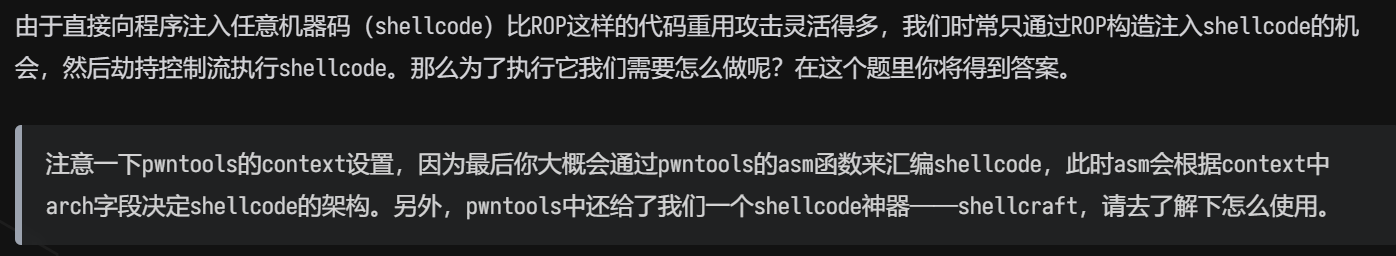 由于直接向程序注入任意机器码（shellcode）比ROP这样的代码重用攻击灵活得多，我们时常只通过ROP构造注入shellcode的机
会，然后劫持控制流执行shellcode。那么为了执行它我们需要怎么做呢？在这个题里你将得到答案。
注意一下pwntools的context设置，因为最后你大概会通过pwntools的asm函数来汇编shellcode，此时asm会根据context中
arch字段决定shellcode的架构。另外，pwntools中还给了我们一个shellcode神器——shellcraft，请去了解下怎么使用。